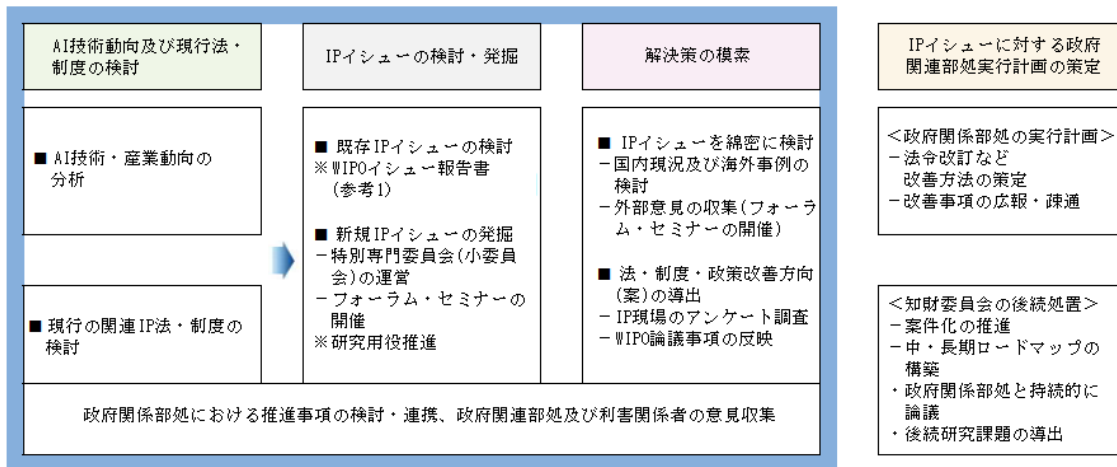 AI技術動向及び現行法・
制度の検討
■ AI技術・産業動向の
分析
■ 現行の関連IP法・制度の
検討
IPイシューの検討・発掘
■ 既存IPイシューの検討
※WIPOイシュー報告書
(参考1)
■ 新規IPイシューの発掘
－特別専門委員会(小委員
会)の運営
－フォーラム・セミナーの
開催
※研究用役推進
解決策の模索
■ IPイシューを綿密に検討
－国内現況及び海外事例の
検討
－外部意見の収集(フォーラ
ム・セミナーの開催)
■ 法・制度・政策改善方向
(案)の導出
－IP現場のアンケート調査
－WIPO論議事項の反映
政府関係部処における推進事項の検討・連携、政府関連部処及び利害関係者の意見収集
IPイシューに対する政府
関連部処実行計画の策定
＜政府関係部処の実行計画＞
－法令改訂など
改善方法の策定
－改善事項の広報・疎通
＜知財委員会の後続処置＞
－案件化の推進
－中・長期ロードマップの
構築
・政府関係部処と持続的に
論議
・後続研究課題の導出